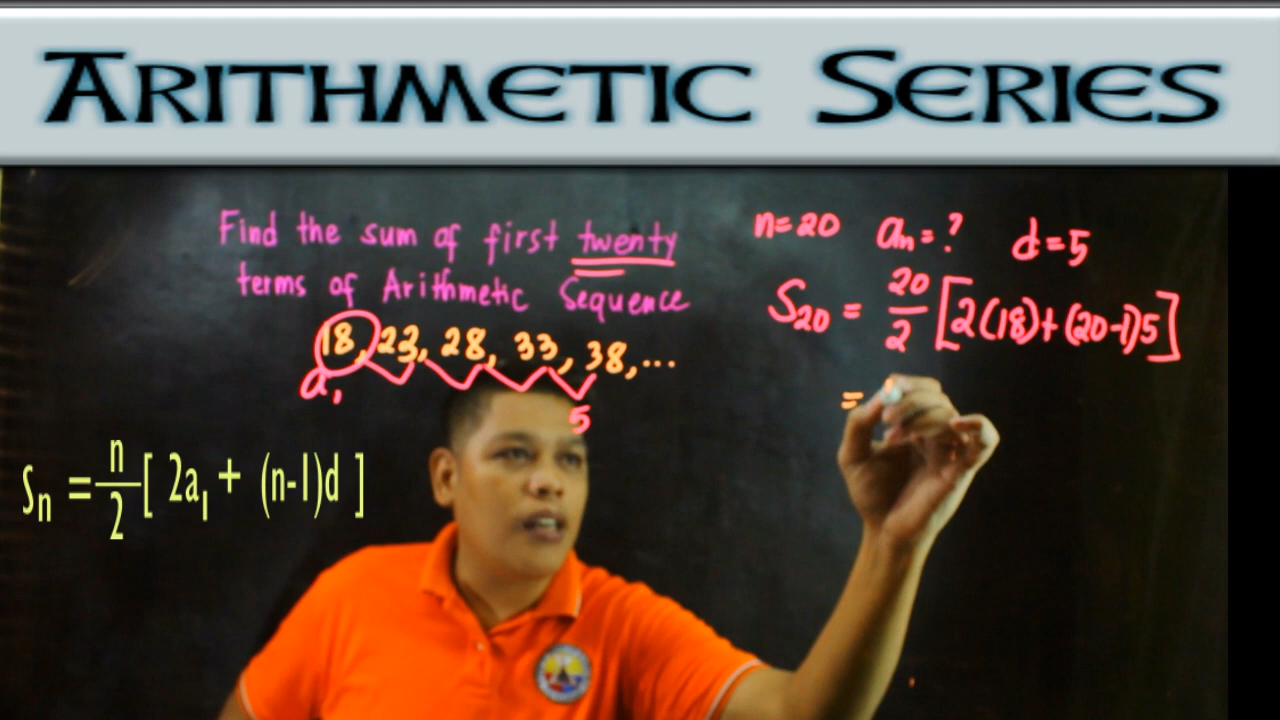 ARITHMETIC SERIES
Find the sum of first twenty
terms of Arithmetic Sequence
18, 23, 28, 33, 38, ...
a₁
5
Sₙ = n/2 [ 2a₁ + (n-1)d ]
n=20 aₙ=? d=5
S₂₀ = 20/2 [2(18)+(20-1)5]
=